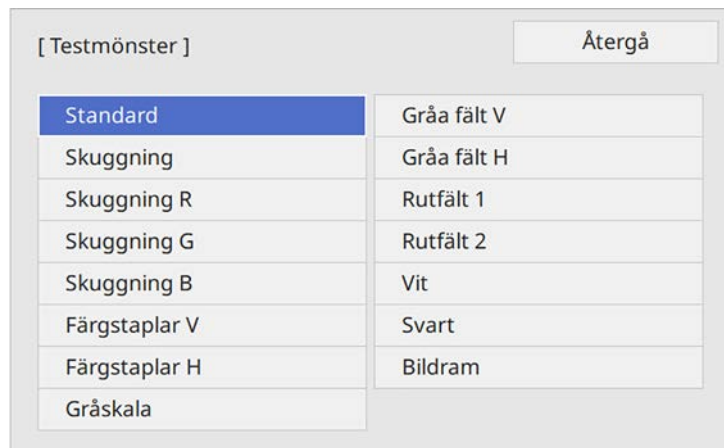 [ Testmönster ]
Återgå
Standard
Skuggning
Skuggning R
Skuggning G
Skuggning B
Färgstaplar V
Färgstaplar H
Gråskala
Gråa fält V
Gråa fält H
Rutfält 1
Rutfält 2
Vit
Svart
Bildram